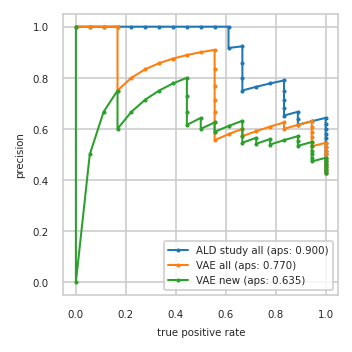 1.0
0.8
0.6
0.4
0.2
0.0
precision
0.0 0.2 0.4 0.6 0.8 1.0
true positive rate
ALD study all (aps: 0.900)
VAE all (aps: 0.770)
VAE new (aps: 0.635)